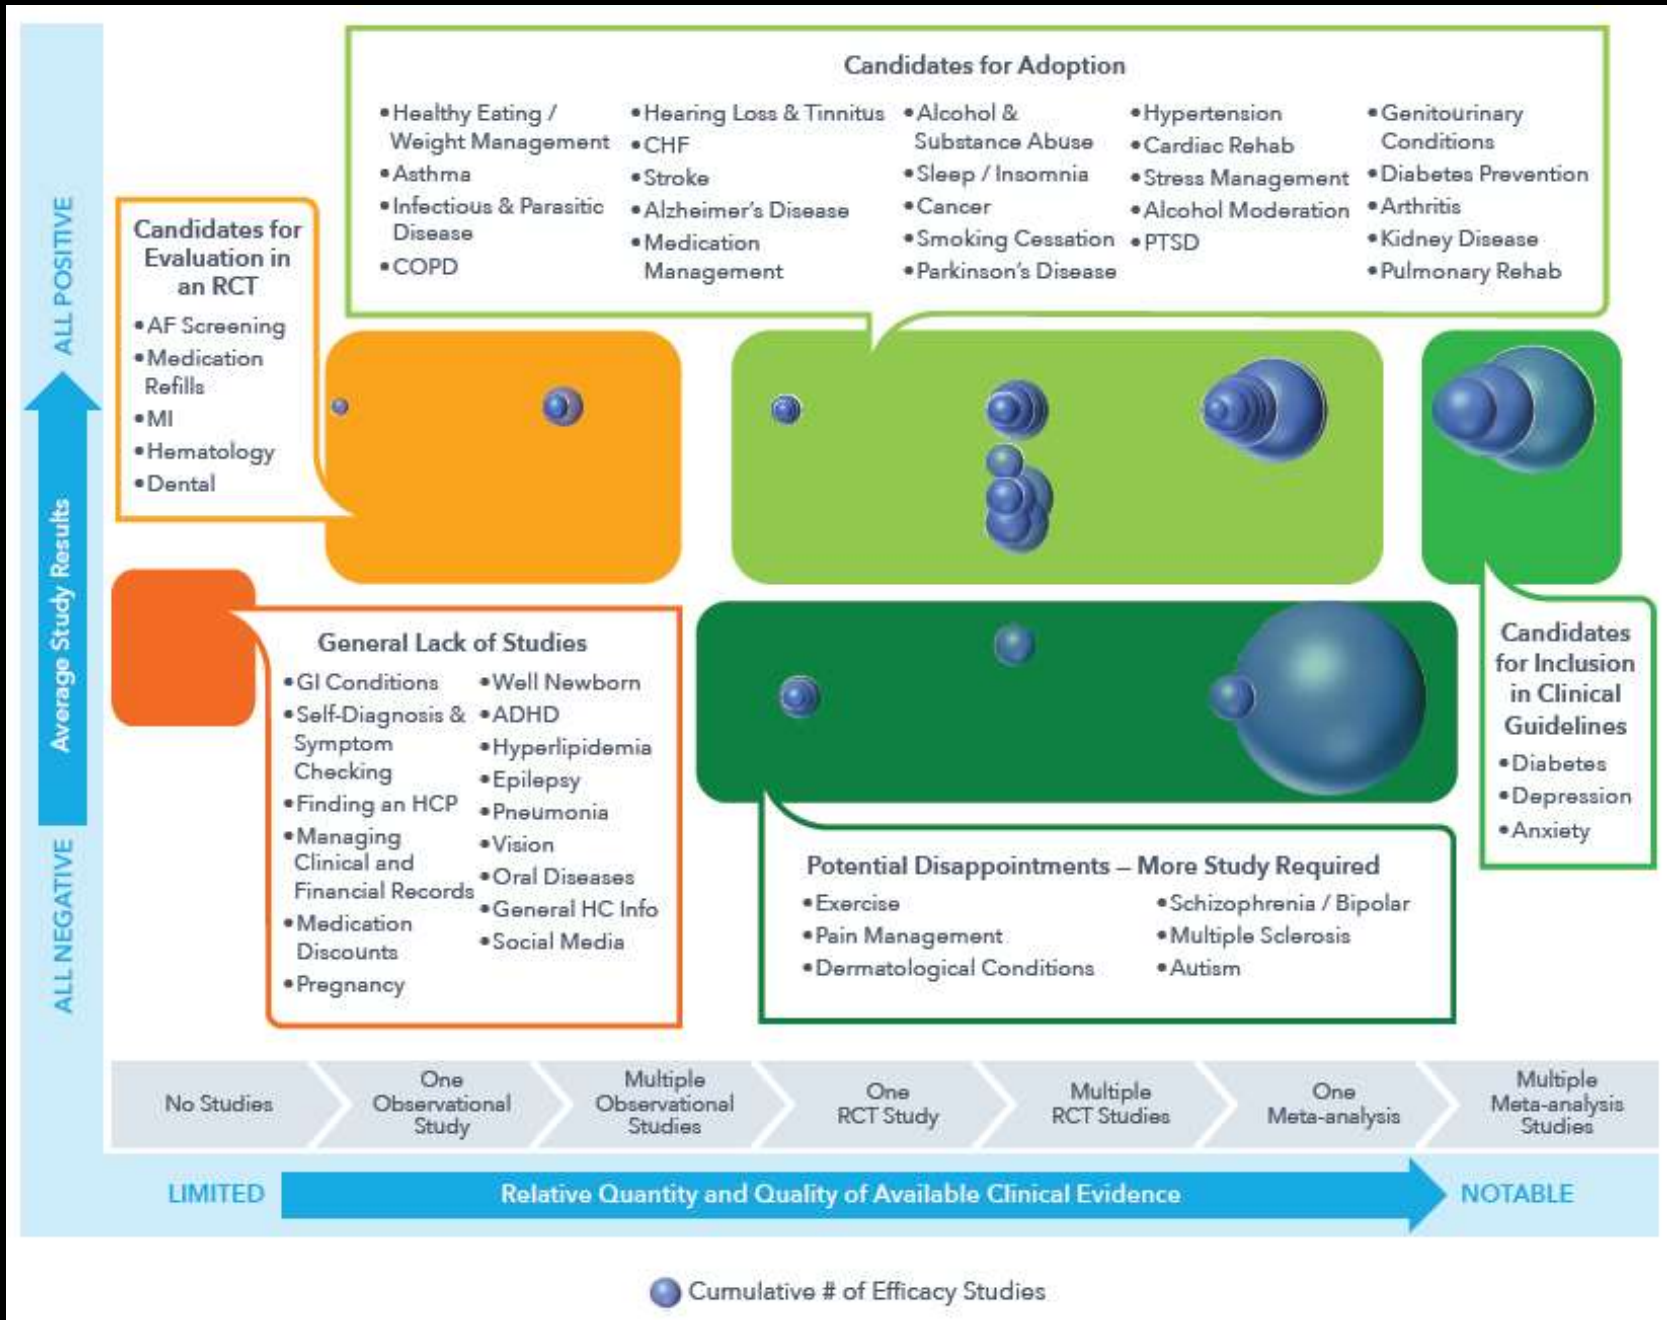 Candidates for Adoption
•Healthy Eating /
Weight Management
•Asthma
•Infectious & Parasitic
Disease
•COPD
•Hearing Loss & Tinnitus
•CHF
•Stroke
•Alzheimer's Disease
•Medication
Management
•Alcohol &
Substance Abuse
•Sleep / Insomnia
•Cancer
•Smoking Cessation
•Parkinson's Disease
•Hypertension
•Cardiac Rehab
•Stress Management
•Alcohol Moderation
•PTSD
•Genitourinary
Conditions
•Diabetes Prevention
•Arthritis
•Kidney Disease
•Pulmonary Rehab
ALL POSITIVE
Average Study Results
ALL NEGATIVE
Candidates for
Evaluation in
an RCT
•AF Screening
•Medication
Refills
•MI
•Hematology
•Dental
General Lack of Studies
•GI Conditions
•Self-Diagnosis &
Symptom
Checking
•Finding an HCP
•Managing
Clinical and
Financial Records
•Medication
Discounts
•Pregnancy
•Well Newborn
•ADHD
•Hyperlipidemia
•Epilepsy
•Pneumonia
•Vision
•Oral Diseases
•General HC Info
•Social Media
Candidates
for Inclusion
in Clinical
Guidelines
•Diabetes
•Depression
•Anxiety
Potential Disappointments – More Study Required
•Exercise
•Pain Management
•Dermatological Conditions
•Schizophrenia / Bipolar
•Multiple Sclerosis
•Autism
No Studies
One
Observational
Study
Multiple
Observational
Studies
One
RCT Study
Multiple
RCT Studies
One
Meta-analysis
Multiple
Meta-analysis
Studies
LIMITED
Relative Quantity and Quality of Available Clinical Evidence
NOTABLE
Cumulative # of Efficacy Studies